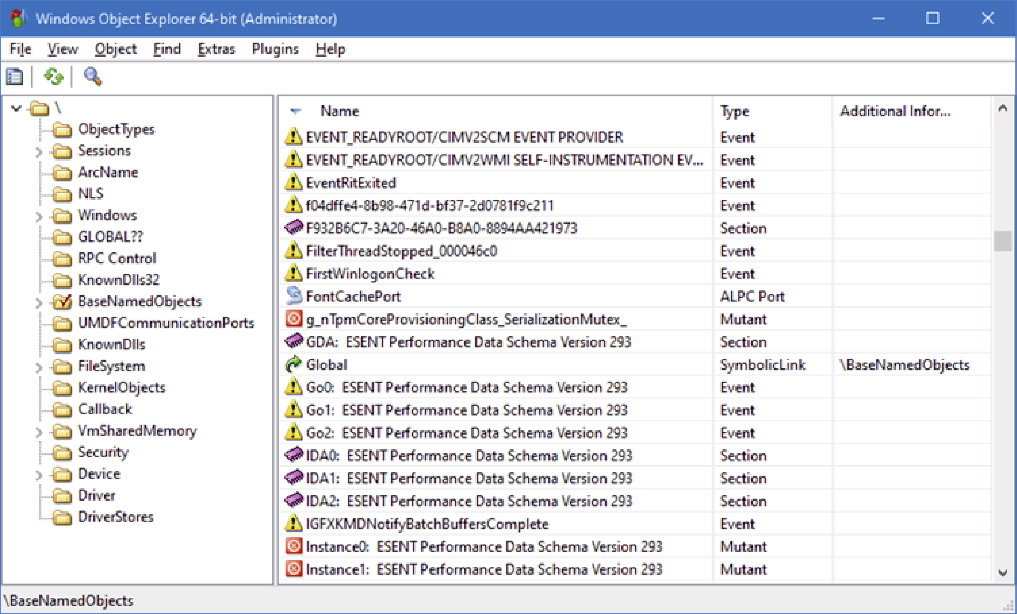 Windows Object Explorer 64-bit (Administrator)
File View Object Find Extras Plugins Help
\
ObjectTypes
Sessions
ArcName
NLS
Windows
GLOBAL??
RPC Control
KnownDlls32
BaseNamedObjects
UMDFCommunicationPorts
KnownDlls
FileSystem
KernelObjects
Callback
VmSharedMemory
Security
Device
Driver
DriverStores
Name Type Additional Infor...
EVENT_READYROOT/CIMV2SCM EVENT PROVIDER Event
EVENT_READYROOT/CIMV2WMI SELF-INSTRUMENTATION EV... Event
EventRitExited Event
f04dffe4-8b98-471d-bf37-2d0781f9c211 Event
F932B6C7-3A20-46A0-B8A0-8894AA421973 Section
FilterThreadStopped_000046c0 Event
FirstWinlogonCheck Event
FontCachePort ALPC Port
g_nTpmCoreProvisioningClass_SerializationMutex_ Mutant
GDA: ESENT Performance Data Schema Version 293 Section
Global SymbolicLink \BaseNamedObjects
Go0: ESENT Performance Data Schema Version 293 Event
Go1: ESENT Performance Data Schema Version 293 Event
Go2: ESENT Performance Data Schema Version 293 Event
IDA0: ESENT Performance Data Schema Version 293 Section
IDA1: ESENT Performance Data Schema Version 293 Section
IDA2: ESENT Performance Data Schema Version 293 Section
IGFXKMDNotifyBatchBuffersComplete Event
Instance0: ESENT Performance Data Schema Version 293 Mutant
Instance1: ESENT Performance Data Schema Version 293 Mutant
\BaseNamedObjects